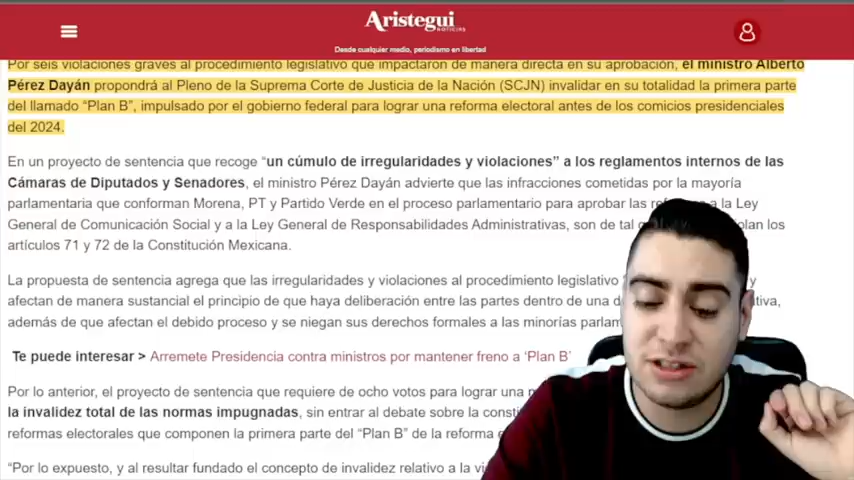 Aristegui
NOTICIAS
Desde cualquier medio, periodismo en libertad
Por seis violaciones graves al procedimiento legislativo que impactaron de manera directa en su aprobación, el ministro Alberto
Pérez Dayán propondrá al Pleno de la Suprema Corte de Justicia de la Nación (SCJN) invalidar en su totalidad la primera parte
del llamado “Plan B”, impulsado por el gobierno federal para lograr una reforma electoral antes de los comicios presidenciales
del 2024.
En un proyecto de sentencia que recoge “un cúmulo de irregularidades y violaciones” a los reglamentos internos de las
Cámaras de Diputados y Senadores, el ministro Pérez Dayán advierte que las infracciones cometidas por la mayoría
parlamentaria que conforman Morena, PT y Partido Verde en el proceso parlamentario para aprobar las a la Ley
General de Comunicación Social y a la Ley General de Responsabilidades Administrativas, son de tal los
artículos 71 y 72 de la Constitución Mexicana.
La propuesta de sentencia agrega que las irregularidades y violaciones al procedimiento legislativo y
afectan de manera sustancial el principio de que haya deliberación entre las partes dentro de una
además de que afectan el debido proceso y se niegan sus derechos formales a las minorías
Te puede interesar > Arremete Presidencia contra ministros por mantener freno a ‘Plan B’
Por lo anterior, el proyecto de sentencia que requiere de ocho votos para lograr una
la invalidez total de las normas impugnadas, sin entrar al debate sobre la
reformas electorales que componen la primera parte del “Plan B” de la reforma
“Por lo expuesto, y al resultar fundado el concepto de invalidez relativo a la